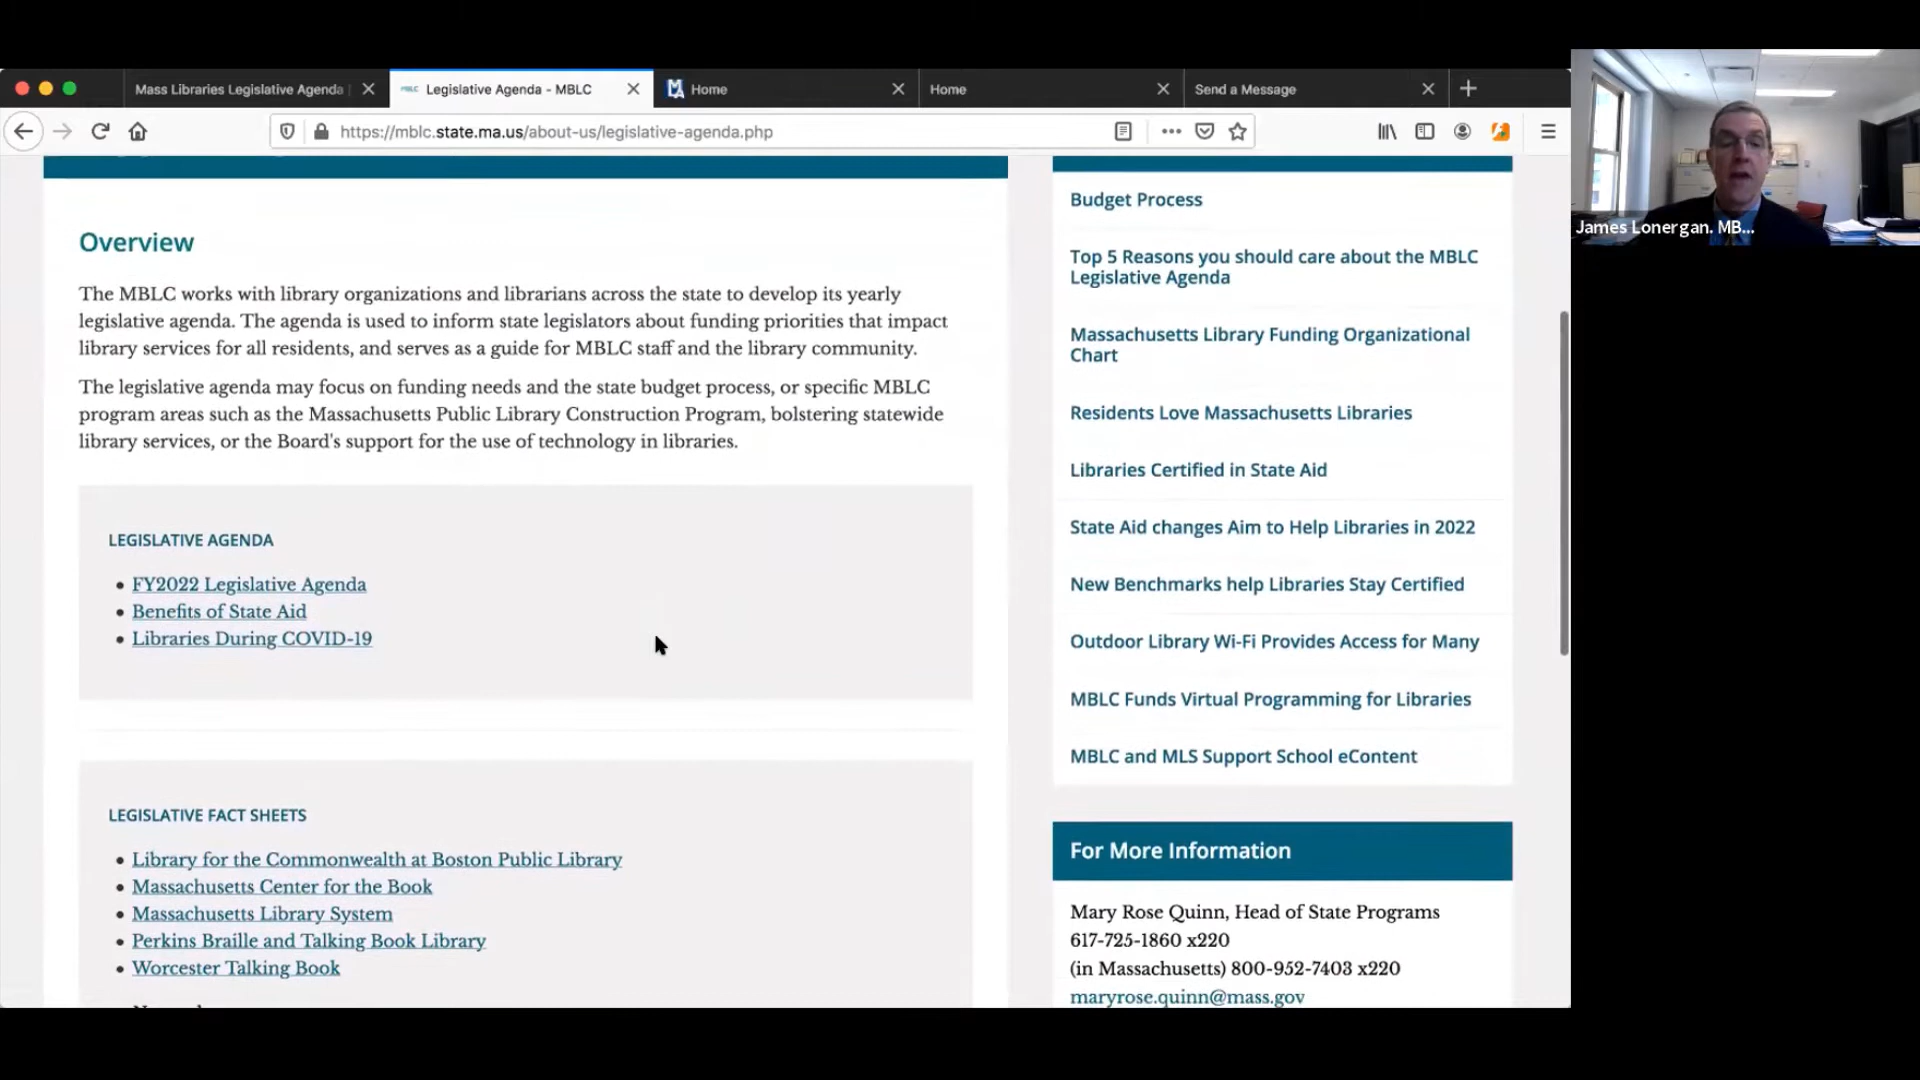 Mass Libraries Legislative Agenda
Legislative Agenda - MBLC
Home
Home
Send a Message
https://mblc.state.ma.us/about-us/legislative-agenda.php
James Lonergan. MB...
Overview
The MBLC works with library organizations and librarians across the state to develop its yearly
legislative agenda. The agenda is used to inform state legislators about funding priorities that impact
library services for all residents, and serves as a guide for MBLC staff and the library community.
The legislative agenda may focus on funding needs and the state budget process, or specific MBLC
program areas such as the Massachusetts Public Library Construction Program, bolstering statewide
library services, or the Board's support for the use of technology in libraries.
LEGISLATIVE AGENDA
• FY2022 Legislative Agenda
• Benefits of State Aid
• Libraries During COVID-19
LEGISLATIVE FACT SHEETS
• Library for the Commonwealth at Boston Public Library
• Massachusetts Center for the Book
• Massachusetts Library System
• Perkins Braille and Talking Book Library
• Worcester Talking Book
Budget Process
Top 5 Reasons you should care about the MBLC
Legislative Agenda
Massachusetts Library Funding Organizational
Chart
Residents Love Massachusetts Libraries
Libraries Certified in State Aid
State Aid changes Aim to Help Libraries in 2022
New Benchmarks help Libraries Stay Certified
Outdoor Library Wi-Fi Provides Access for Many
MBLC Funds Virtual Programming for Libraries
MBLC and MLS Support School eContent
For More Information
Mary Rose Quinn, Head of State Programs
617-725-1860 x220
(in Massachusetts) 800-952-7403 x220
maryrose.quinn@mass.gov